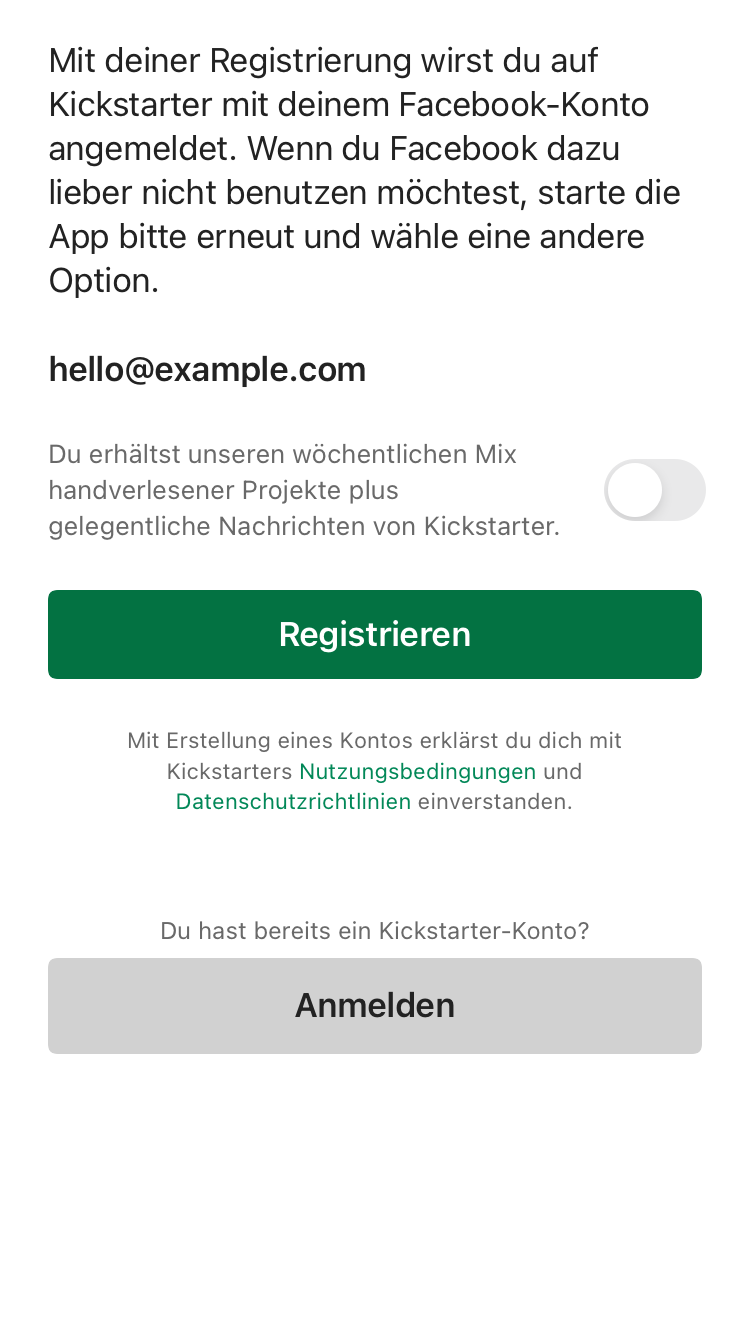 Mit deiner Registrierung wirst du auf
Kickstarter mit deinem Facebook-Konto
angemeldet. Wenn du Facebook dazu
lieber nicht benutzen möchtest, starte die
App bitte erneut und wähle eine andere
Option.
hello@example.com
Du erhältst unseren wöchentlichen Mix
handverlesener Projekte plus
gelegentliche Nachrichten von Kickstarter.
Registrieren
Mit Erstellung eines Kontos erklärst du dich mit
Kickstarters Nutzungsbedingungen und
Datenschutzrichtlinien einverstanden.
Du hast bereits ein Kickstarter-Konto?
Anmelden